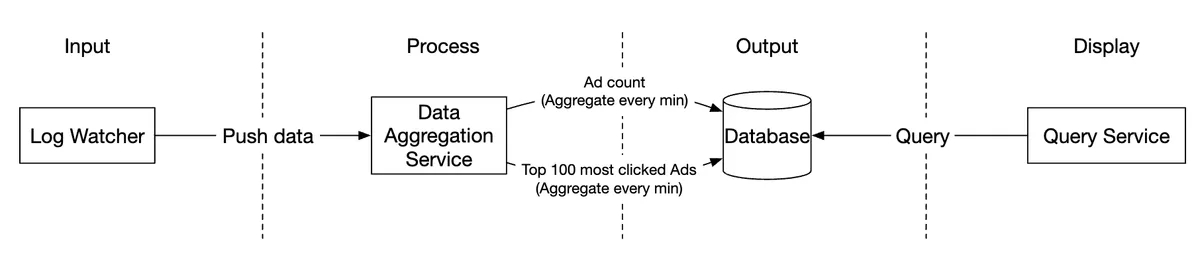 Input
Process
Output
Display
Log Watcher
Push data
Data
Aggregation
Service
Ad count
(Aggregate every min)
Top 100 most clicked Ads
(Aggregate every min)
Database
Query
Query Service